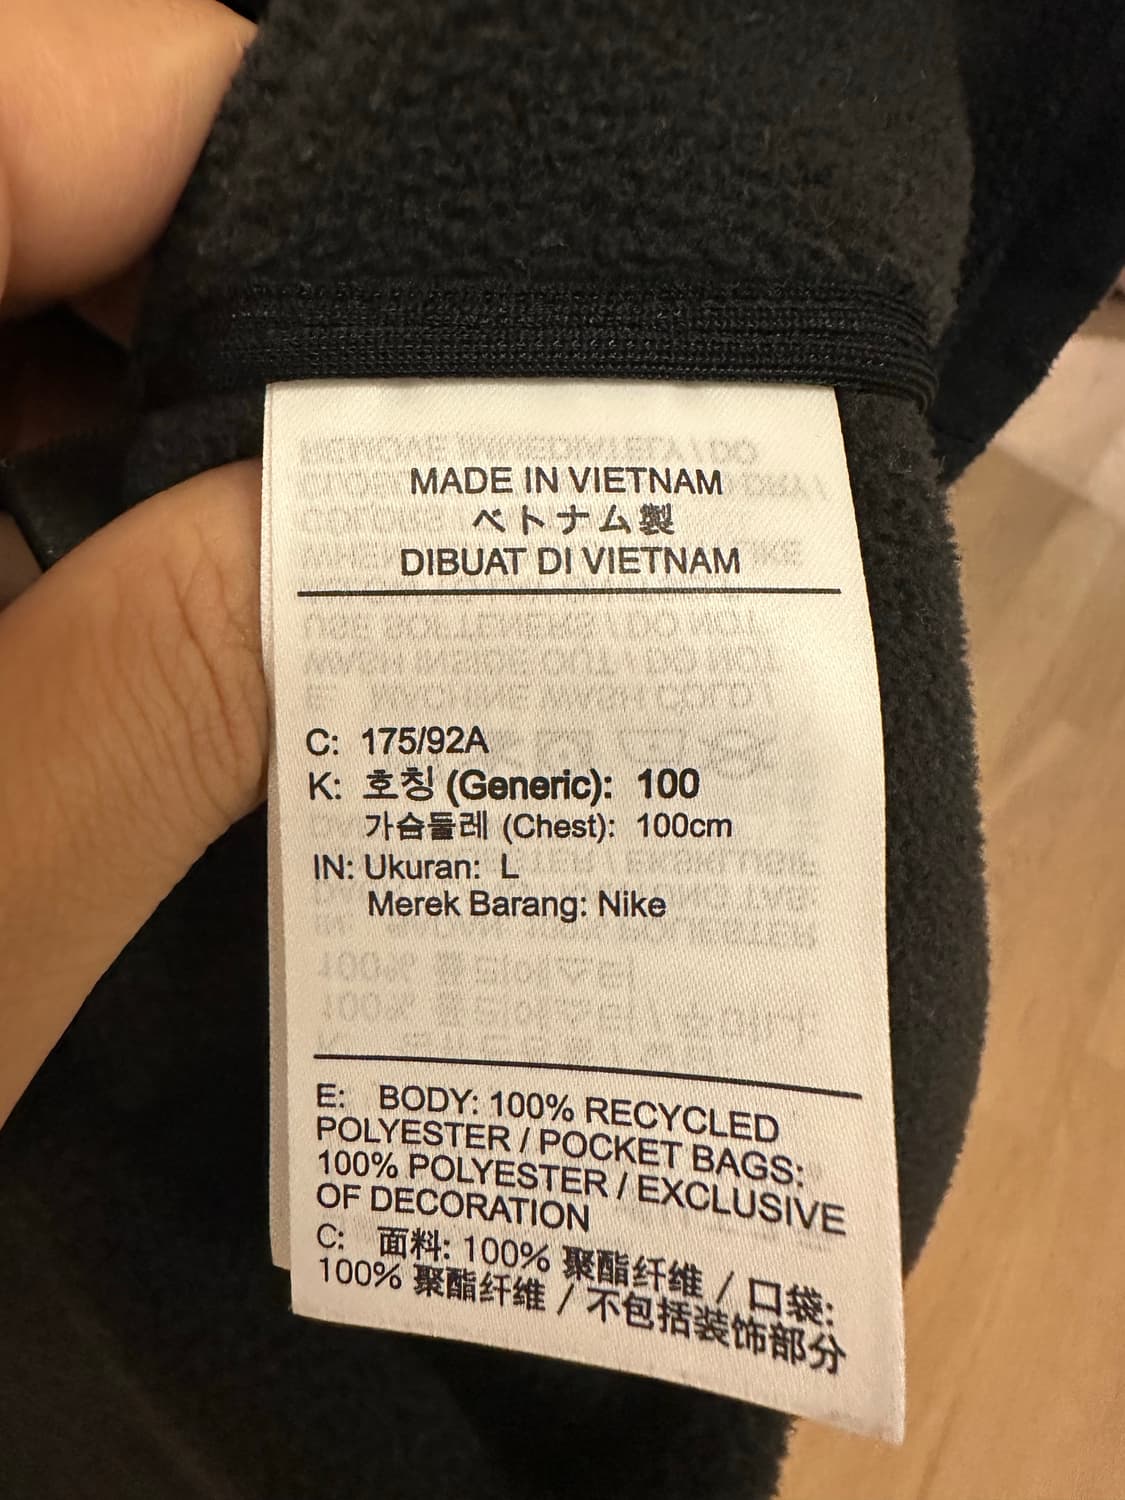 MADE IN VIETNAM
ベトナム製
DIBUAT DI VIETNAM
C: 175/92A
K: 호칭 (Generic): 100
가슴둘레 (Chest): 100cm
IN: Ukuran: L
Merek Barang: Nike
E: BODY: 100% RECYCLED
POLYESTER / POCKET BAGS:
100% POLYESTER / EXCLUSIVE
OF DECORATION
C: 面料: 100% 聚酯纤维 / 口袋:
100% 聚酯纤维 / 不包括装饰部分